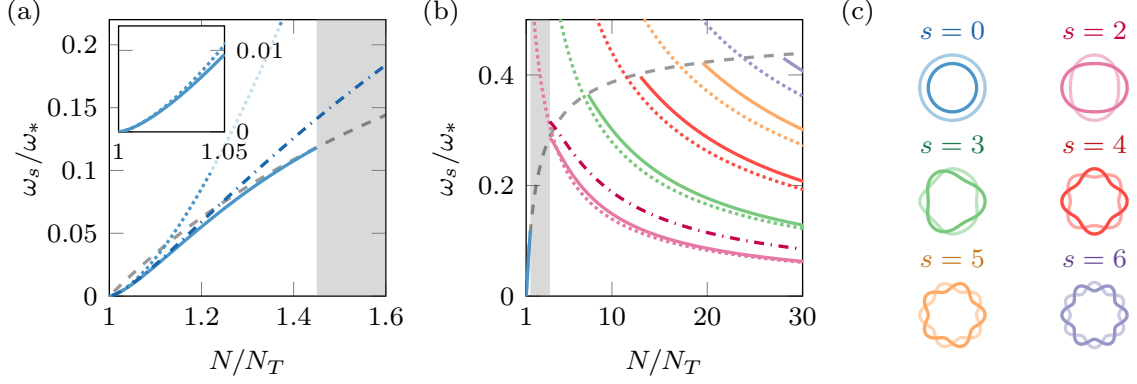 (a)
ω_s/ω_*
0.2
0.15
0.1
0.05
0
1
1.2
1.4
1.6
N/N_T
0.01
0
1
1.05
(b)
ω_s/ω_*
0.4
0.2
0
1
10
20
30
N/N_T
(c)
s = 0
s = 2
s = 3
s = 4
s = 5
s = 6